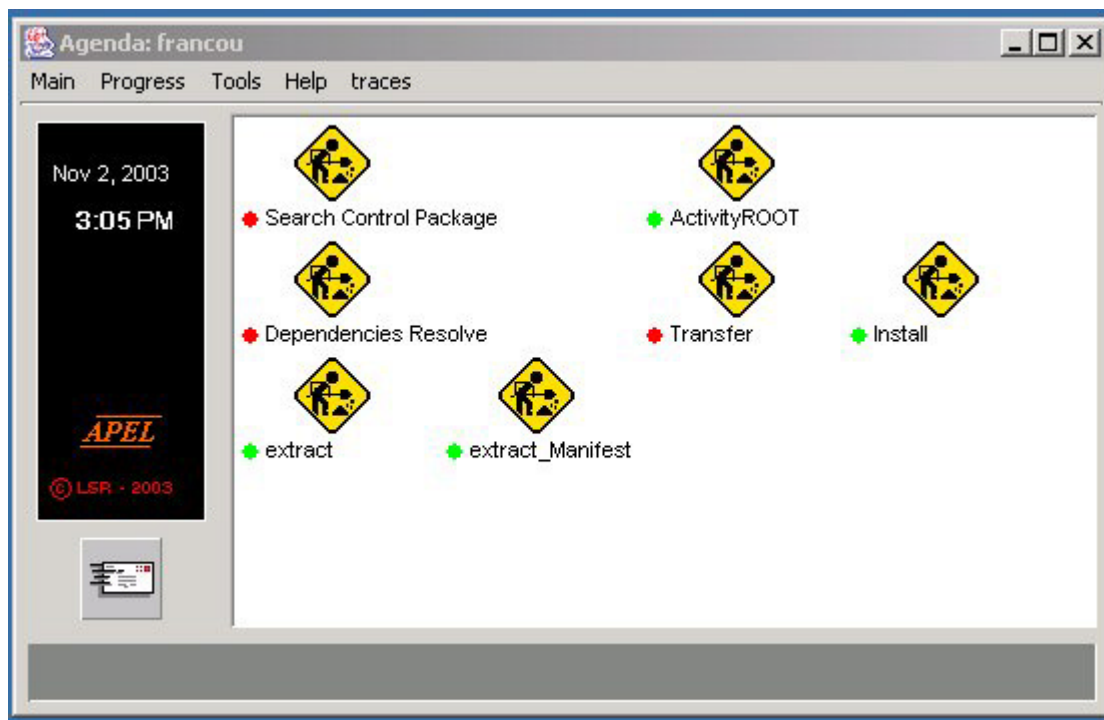 Agenda: francou
Main Progress Tools Help traces
Nov 2, 2003
3:05 PM
APEL
© LSR - 2003
Search Control Package
ActivityROOT
Dependencies Resolve
Transfer
Install
extract
extract_Manifest